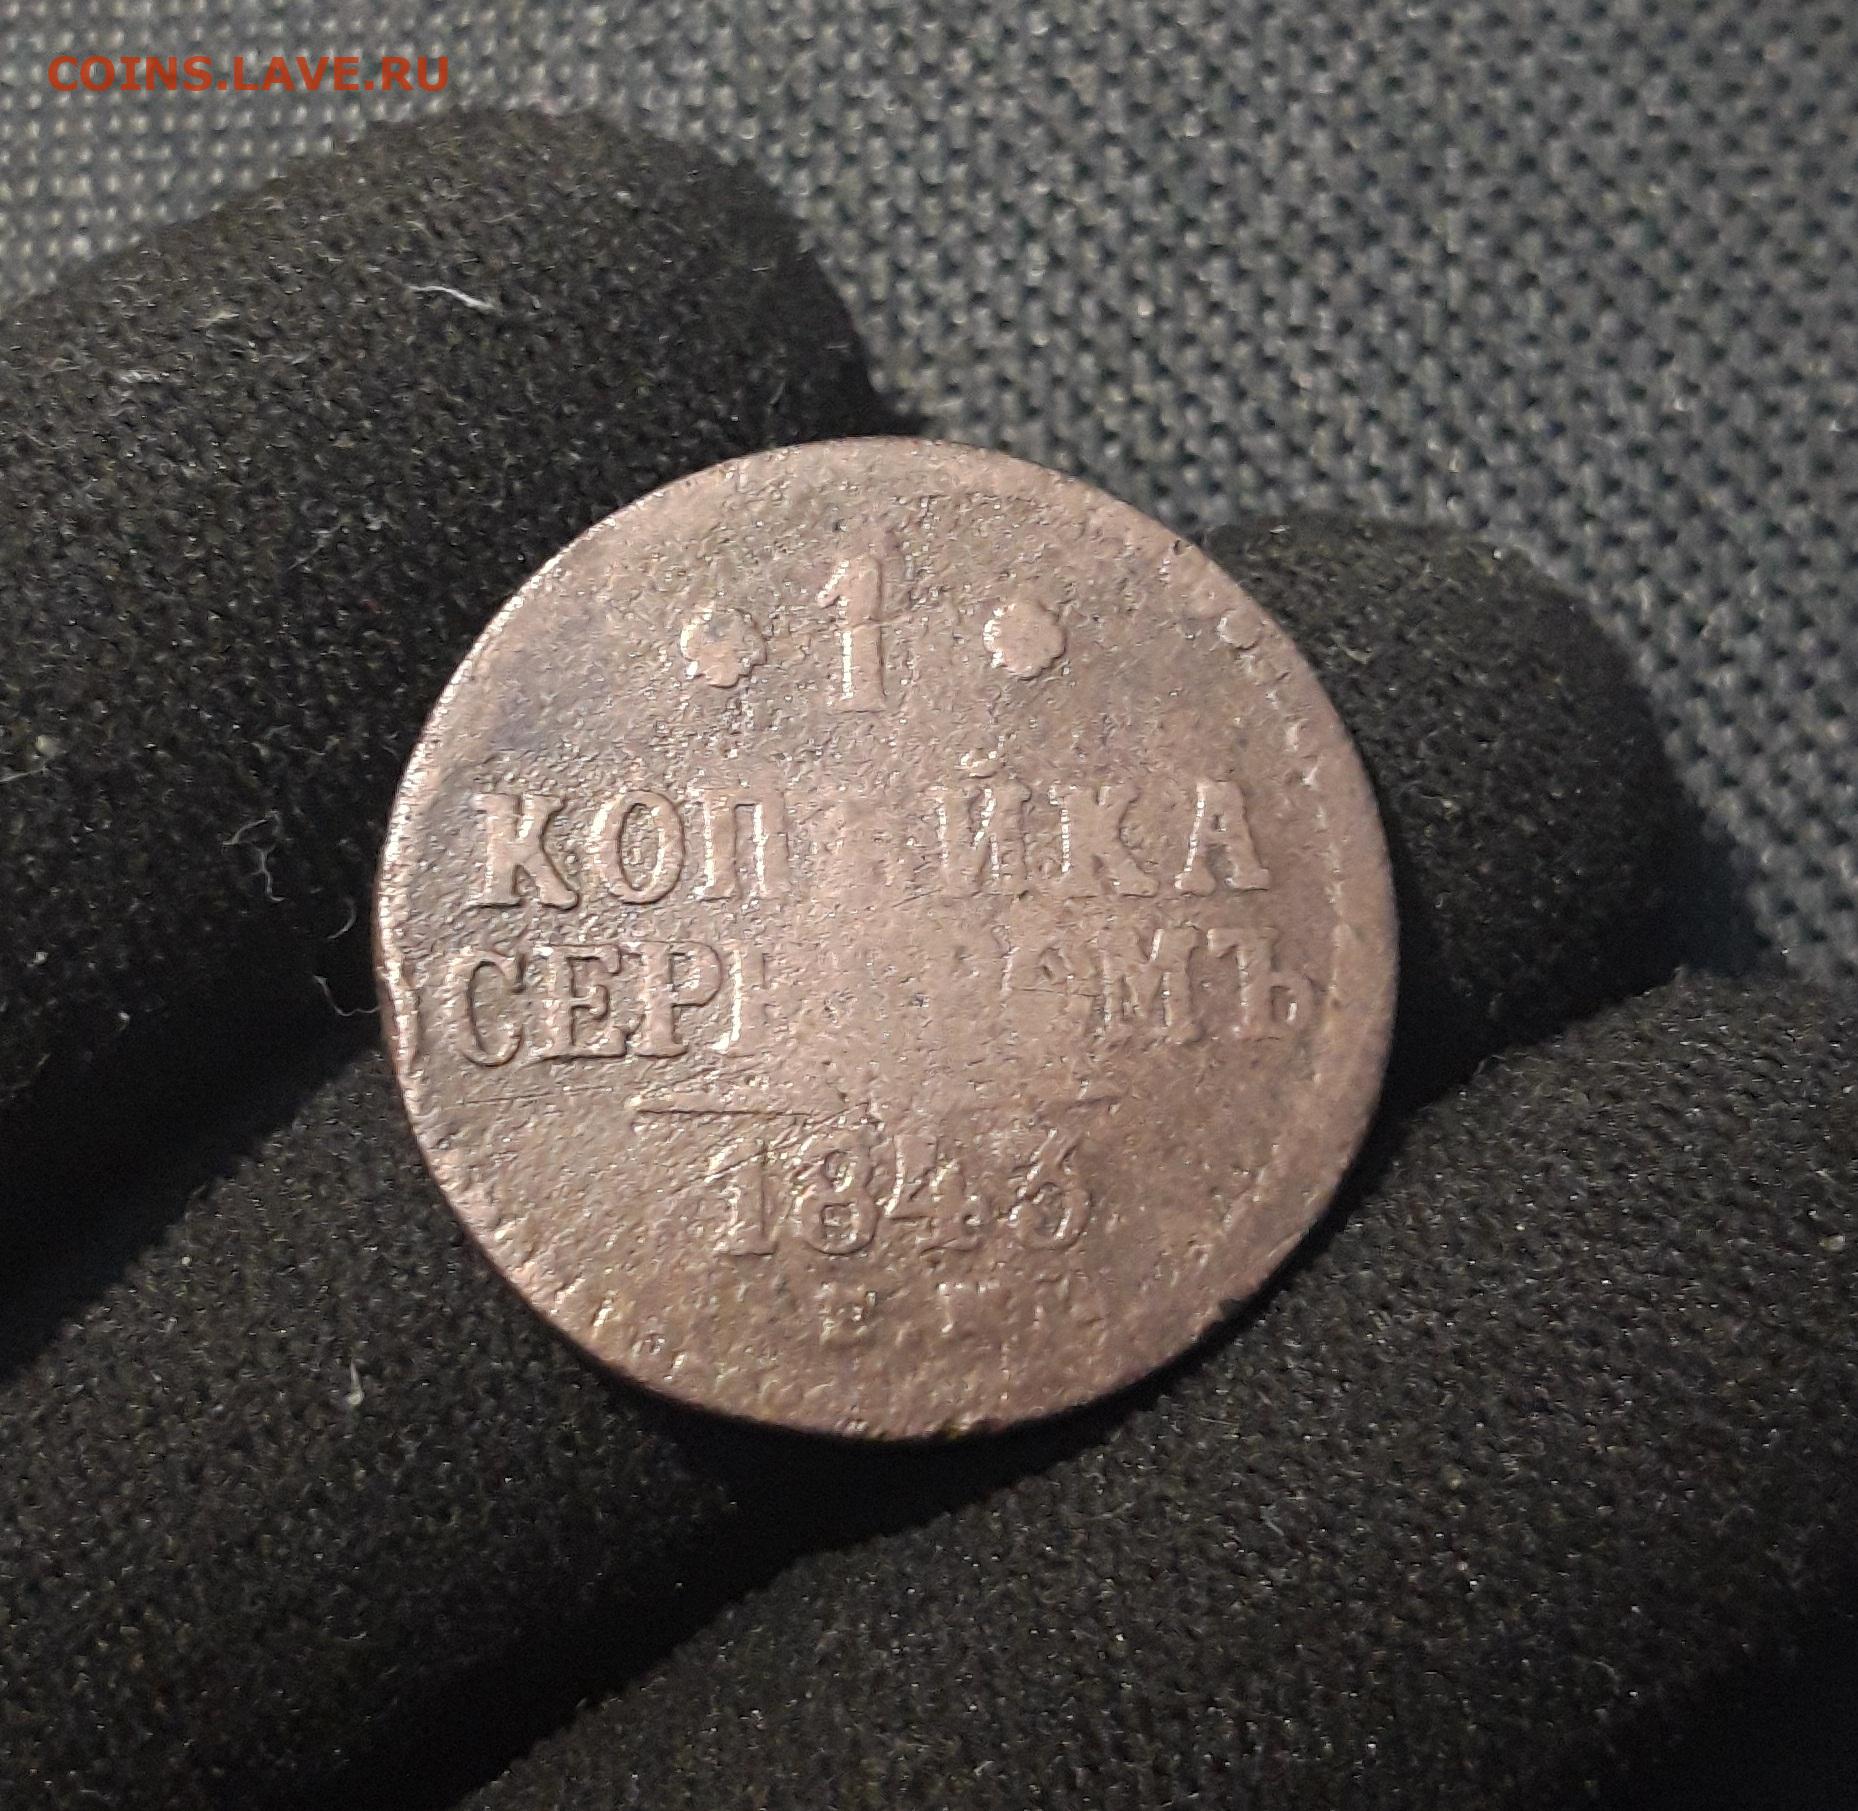 COINS.LAVE.RU
1
КОП ЙКА
СЕР МЪ
1843